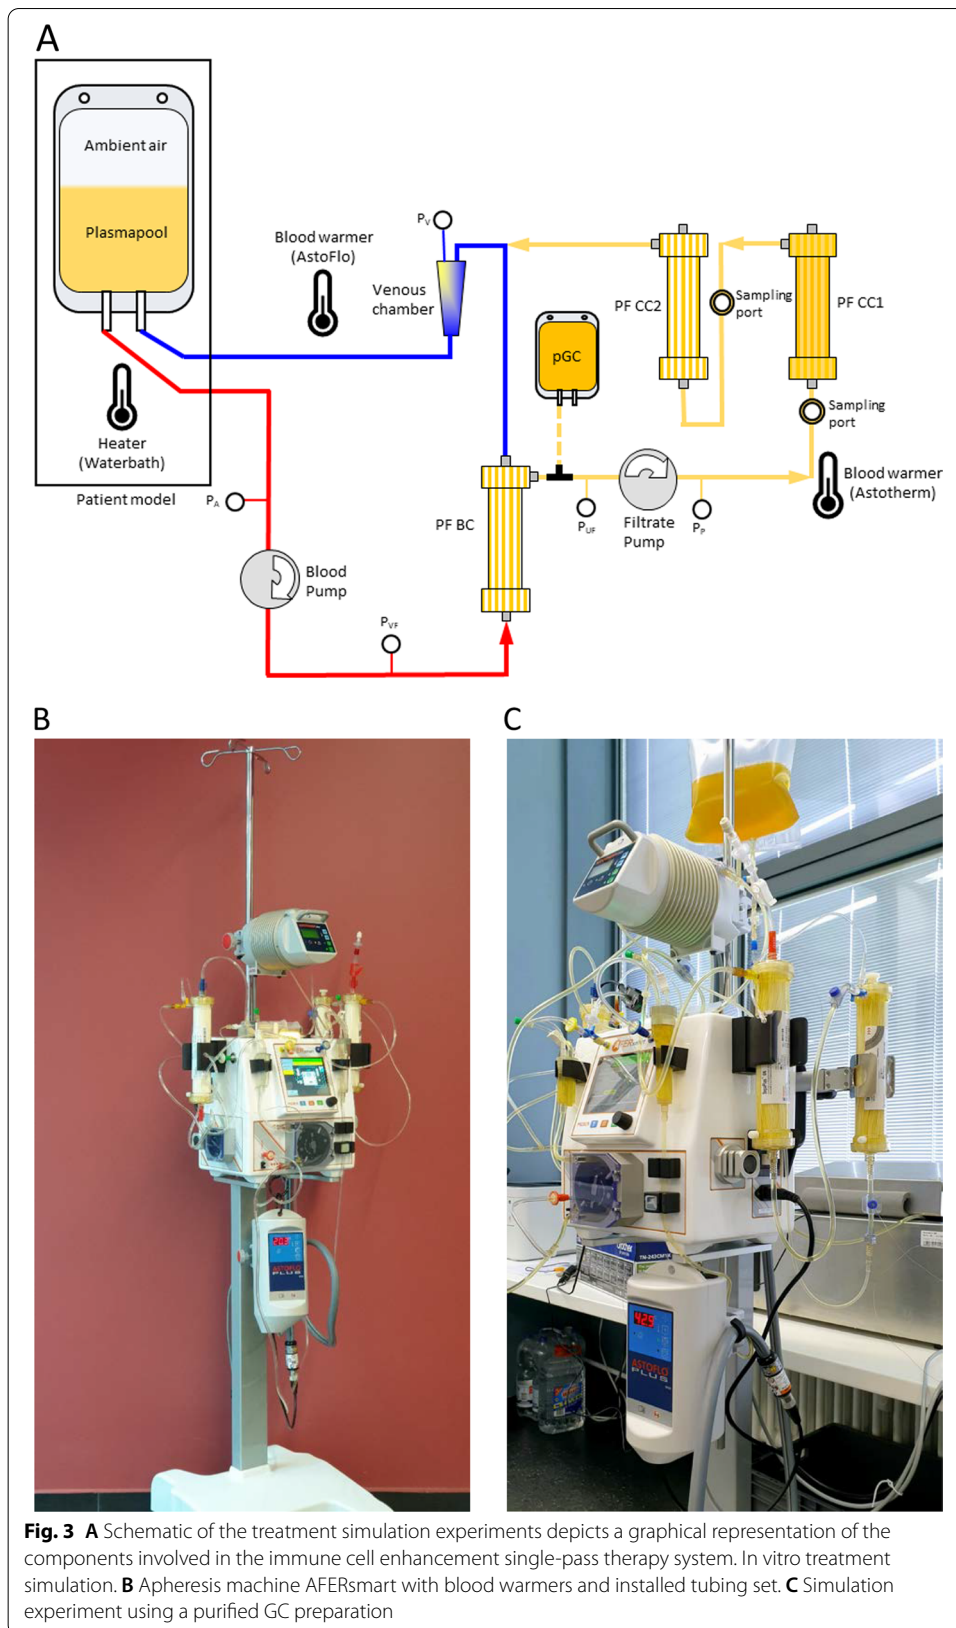 A
Ambient air
Plasmapool
Heater
(Waterbath)
Patient model
Blood warmer
(AstoFlo)
PV
Venous
chamber
PF CC2
Sampling
port
PF CC1
pGC
Sampling
port
Blood warmer
(Astotherm)
PA
PF BC
PUF
Filtrate
Pump
PP
Blood
Pump
PVF
B
C
ASTOFLO
PLUS
429
ASTOFLO
PLUS
Fig. 3 A Schematic of the treatment simulation experiments depicts a graphical representation of the
components involved in the immune cell enhancement single-pass therapy system. In vitro treatment
simulation. B Apheresis machine AFERsmart with blood warmers and installed tubing set. C Simulation
experiment using a purified GC preparation